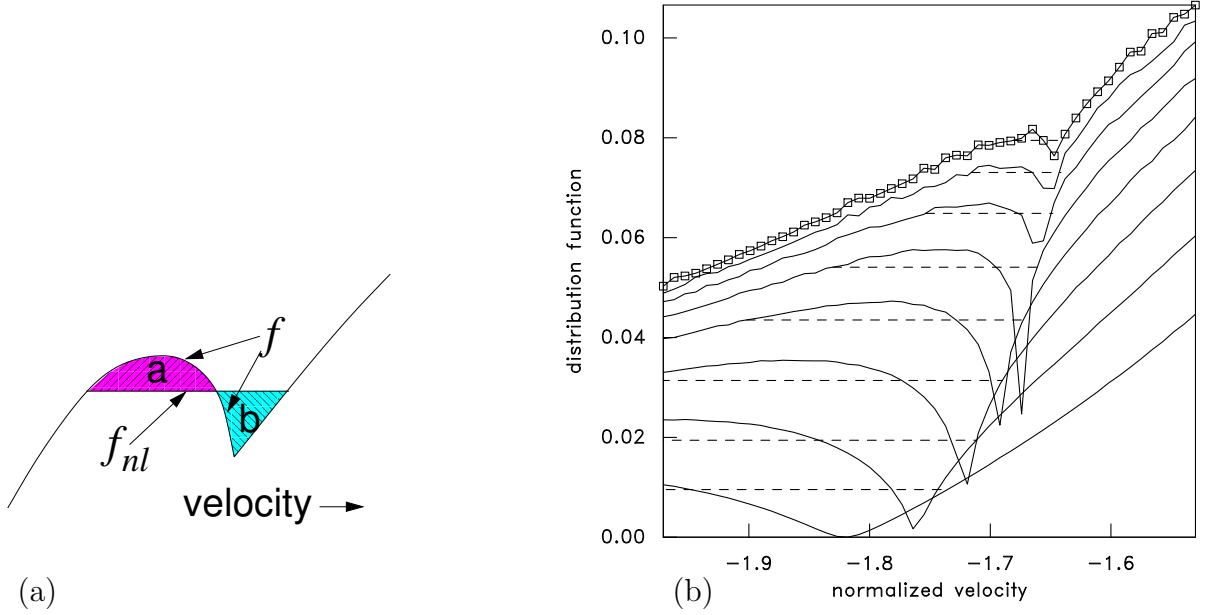 a
f
b
f_nl
velocity
(a)
distribution function
0.10
0.08
0.06
0.04
0.02
0.00
−1.9 −1.8 −1.7 −1.6
normalized velocity
(b)